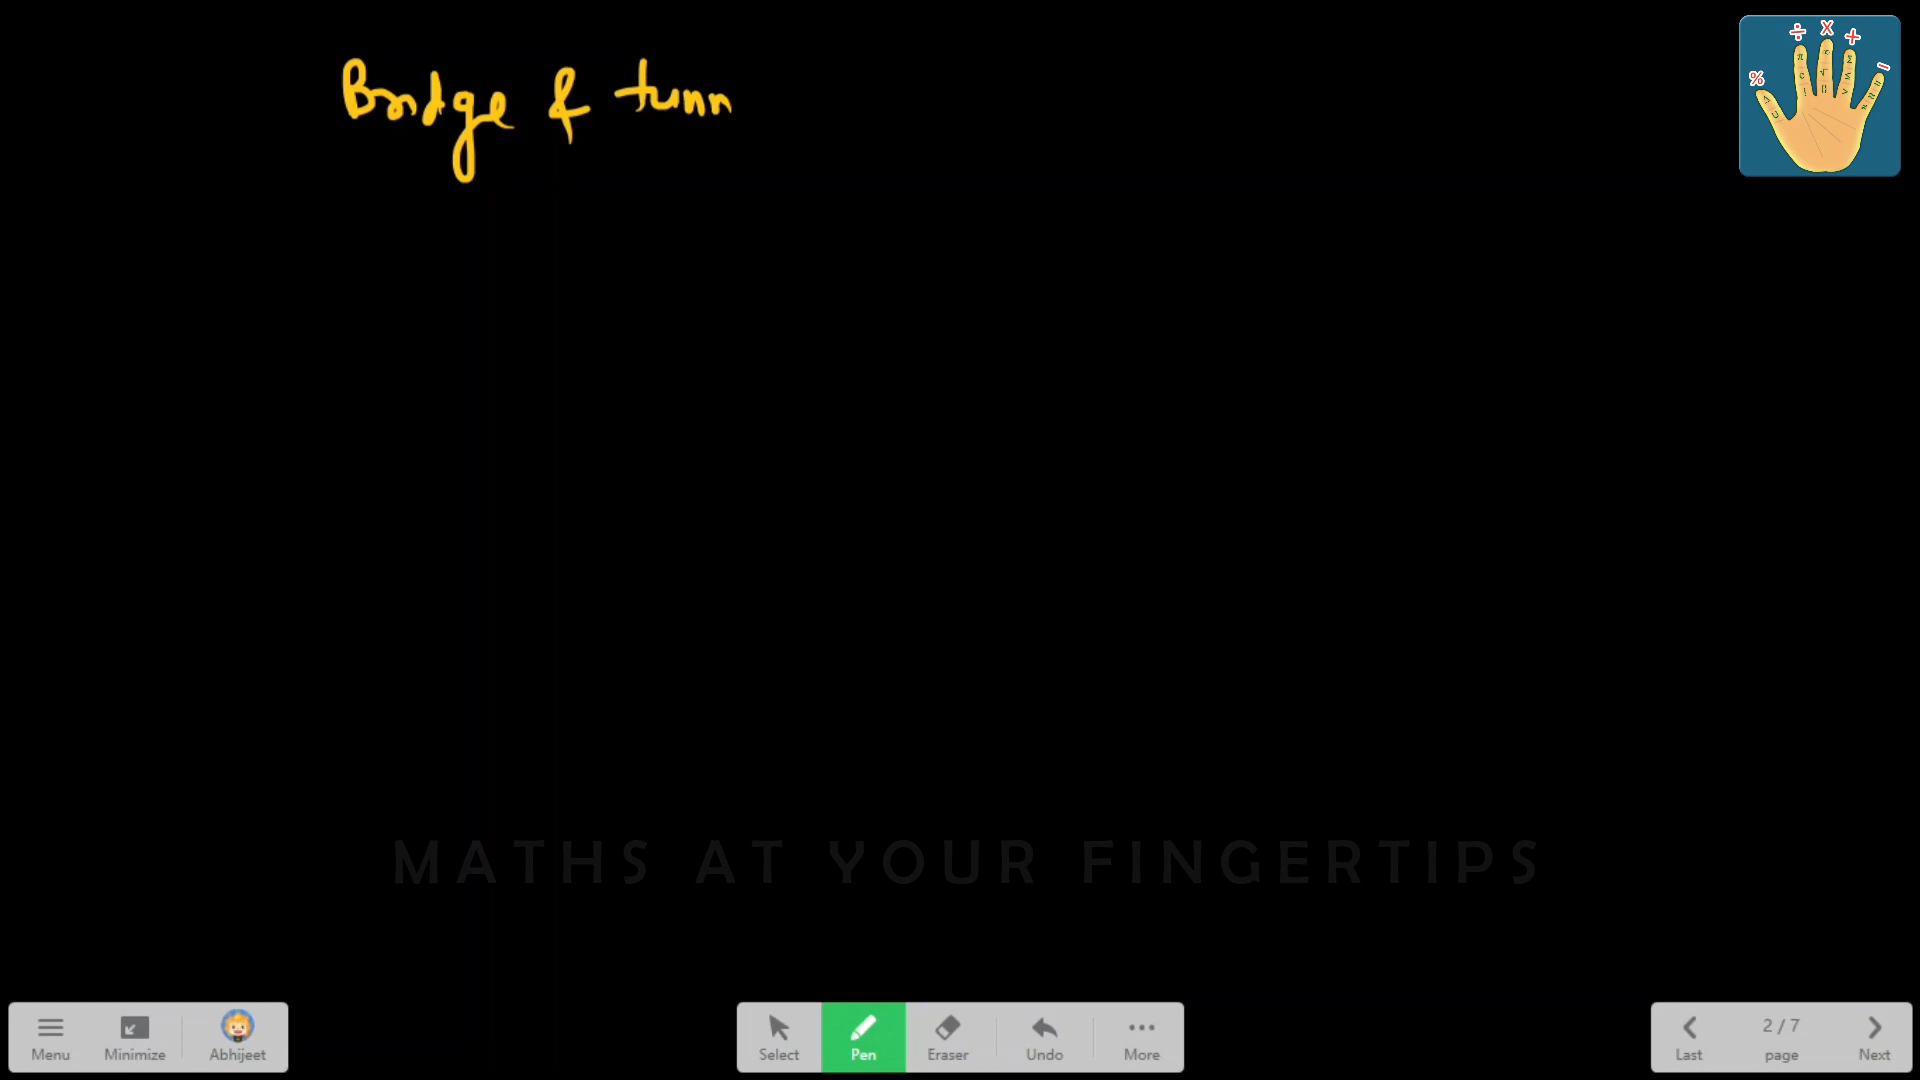 Bridge & tunn
% ÷ x + −
MATHS AT YOUR FINGERTIPS
Menu Minimize Abhijeet Select Pen Eraser Undo More Last 2 / 7 page Next